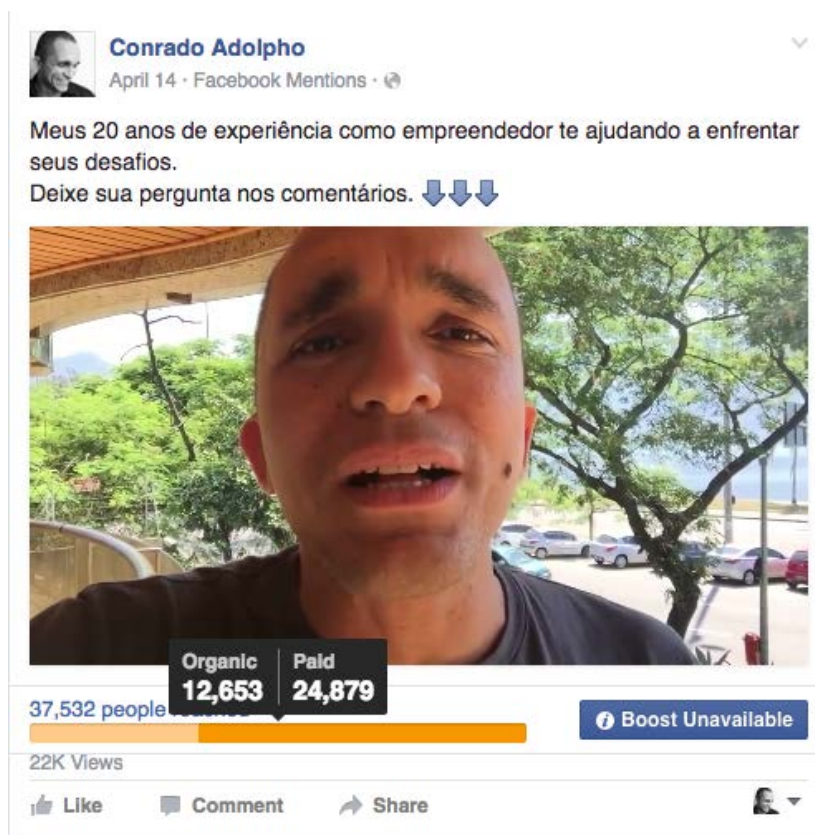 Conrado Adolpho
April 14 · Facebook Mentions ·
Meus 20 anos de experiência como empreendedor te ajudando a enfrentar
seus desafios.
Deixe sua pergunta nos comentários.
Organic Paid
12,653 24,879
37,532 people
Boost Unavailable
22K Views
Like Comment Share